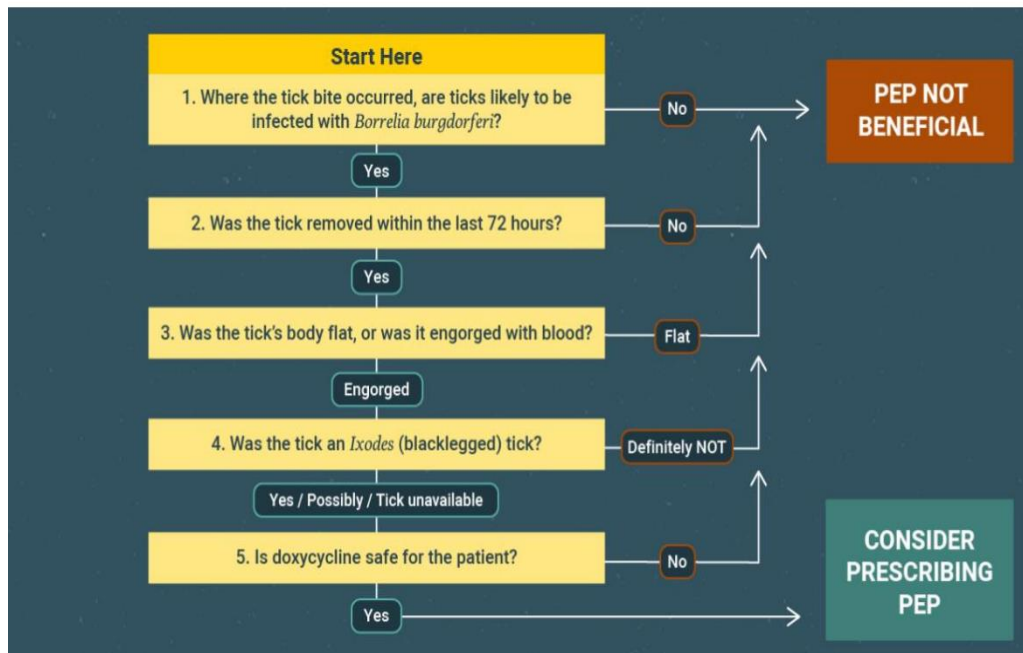 Start Here
1. Where the tick bite occurred, are ticks likely to be
infected with Borrelia burgdorferi?
No
PEP NOT
BENEFICIAL
Yes
2. Was the tick removed within the last 72 hours?
No
Yes
3. Was the tick's body flat, or was it engorged with blood?
Flat
Engorged
4. Was the tick an Ixodes (blacklegged) tick?
Definitely NOT
Yes / Possibly / Tick unavailable
5. Is doxycycline safe for the patient?
No
Yes
CONSIDER
PRESCRIBING
PEP